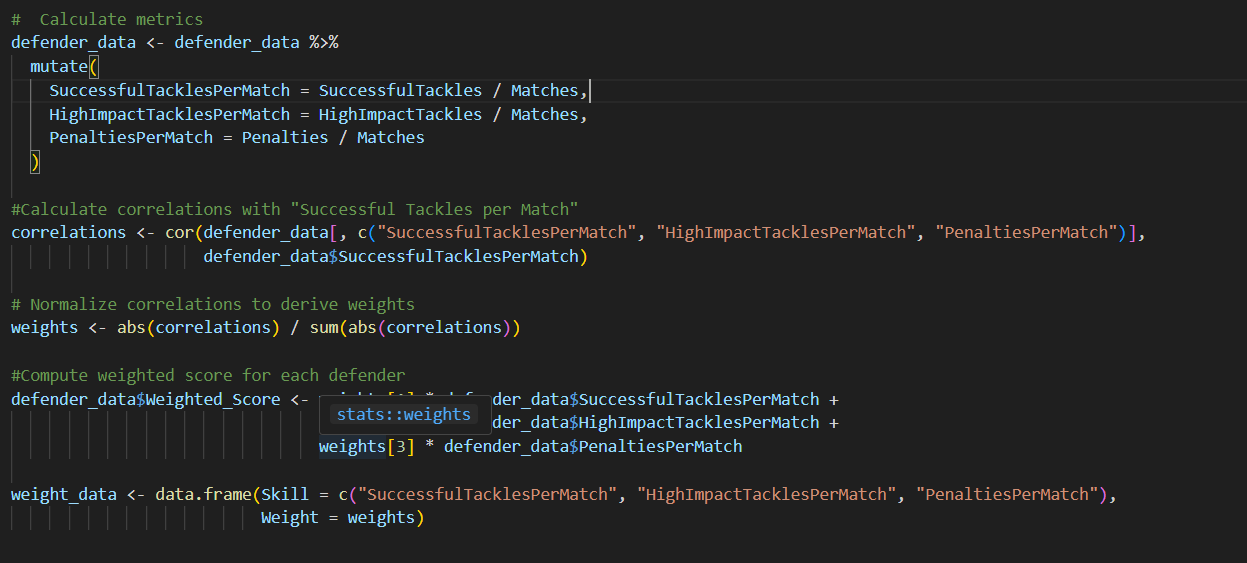 #  Calculate metrics
defender_data <- defender_data %>%
  mutate(
    SuccessfulTacklesPerMatch = SuccessfulTackles / Matches,
    HighImpactTacklesPerMatch = HighImpactTackles / Matches,
    PenaltiesPerMatch = Penalties / Matches
  )
#Calculate correlations with "Successful Tackles per Match"
correlations <- cor(defender_data[, c("SuccessfulTacklesPerMatch", "HighImpactTacklesPerMatch", "PenaltiesPerMatch")],
                    defender_data$SuccessfulTacklesPerMatch)
# Normalize correlations to derive weights
weights <- abs(correlations) / sum(abs(correlations))
#Compute weighted score for each defender
defender_data$Weighted_Score <- * defender_data$SuccessfulTacklesPerMatch +
stats::weights der_data$HighImpactTacklesPerMatch +
                                weights[3] * defender_data$PenaltiesPerMatch
weight_data <- data.frame(Skill = c("SuccessfulTacklesPerMatch", "HighImpactTacklesPerMatch", "PenaltiesPerMatch"),
                          Weight = weights)